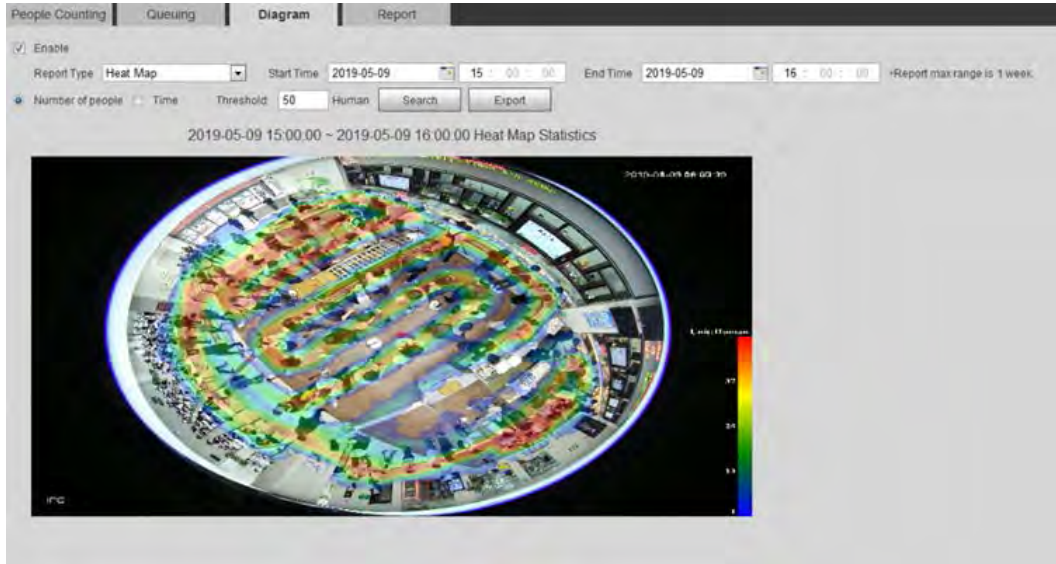 People Counting Queuing Diagram Report
Enable
Report Type Heat Map Start Time 2019-05-09 15 : 00 : 00 End Time 2019-05-09 16 : 00 : 00 *Report max range is 1 week.
Number of people Time Threshold 50 Human Search Export
2019-05-09 15:00:00 ~ 2019-05-09 16:00:00 Heat Map Statistics
Unit: Human
37
24
IPC